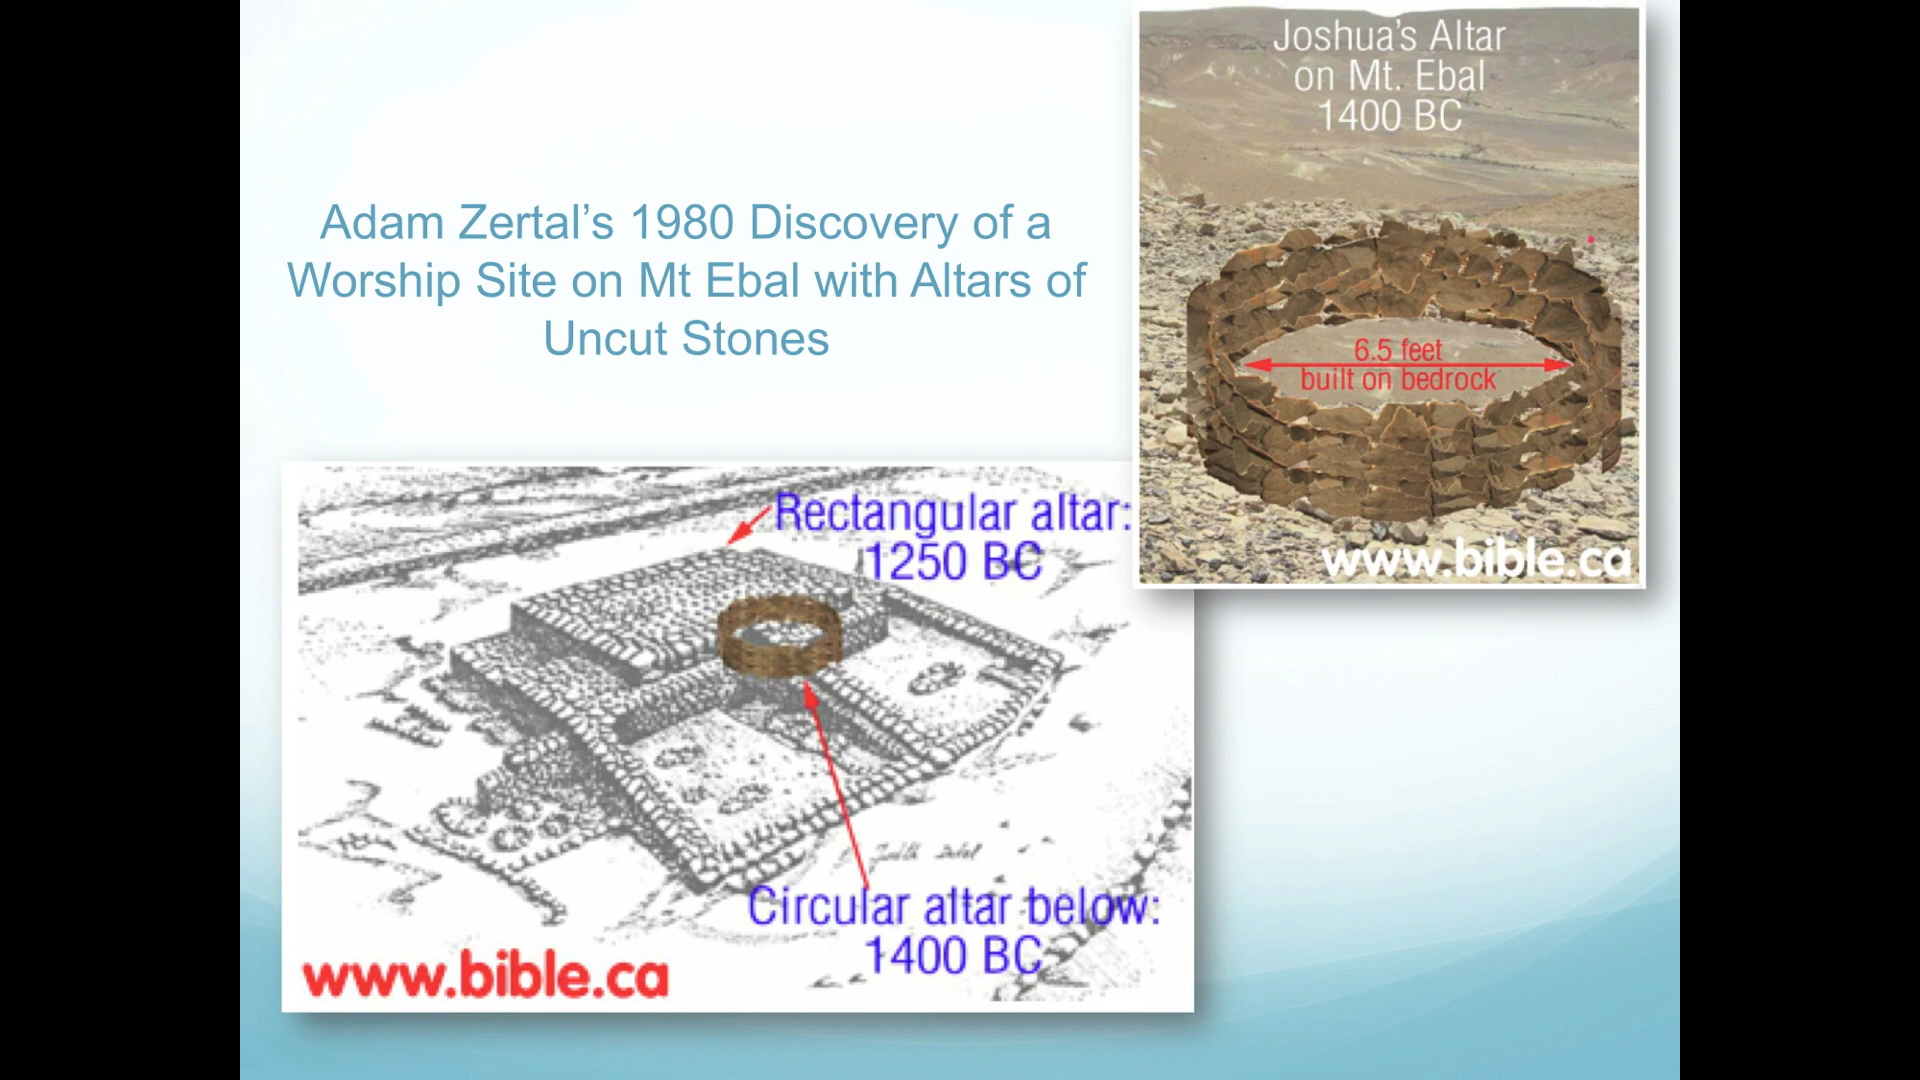 Adam Zertal’s 1980 Discovery of a
Worship Site on Mt Ebal with Altars of
Uncut Stones
Joshua's Altar
on Mt. Ebal
1400 BC
6.5 feet
built on bedrock
www.bible.ca
Rectangular altar:
1250 BC
Circular altar below:
1400 BC
www.bible.ca